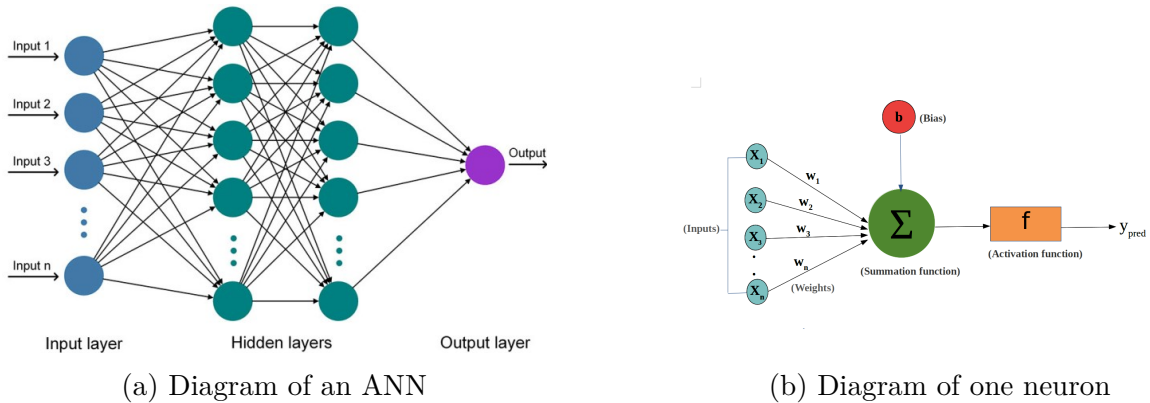 Input 1
Input 2
Input 3
Input n
Output
Input layer
Hidden layers
Output layer
(a) Diagram of an ANN
b
(Bias)
X1
X2
X3
Xn
w1
w2
w3
wn
(Inputs)
(Weights)
Σ
(Summation function)
f
(Activation function)
ypred
(b) Diagram of one neuron